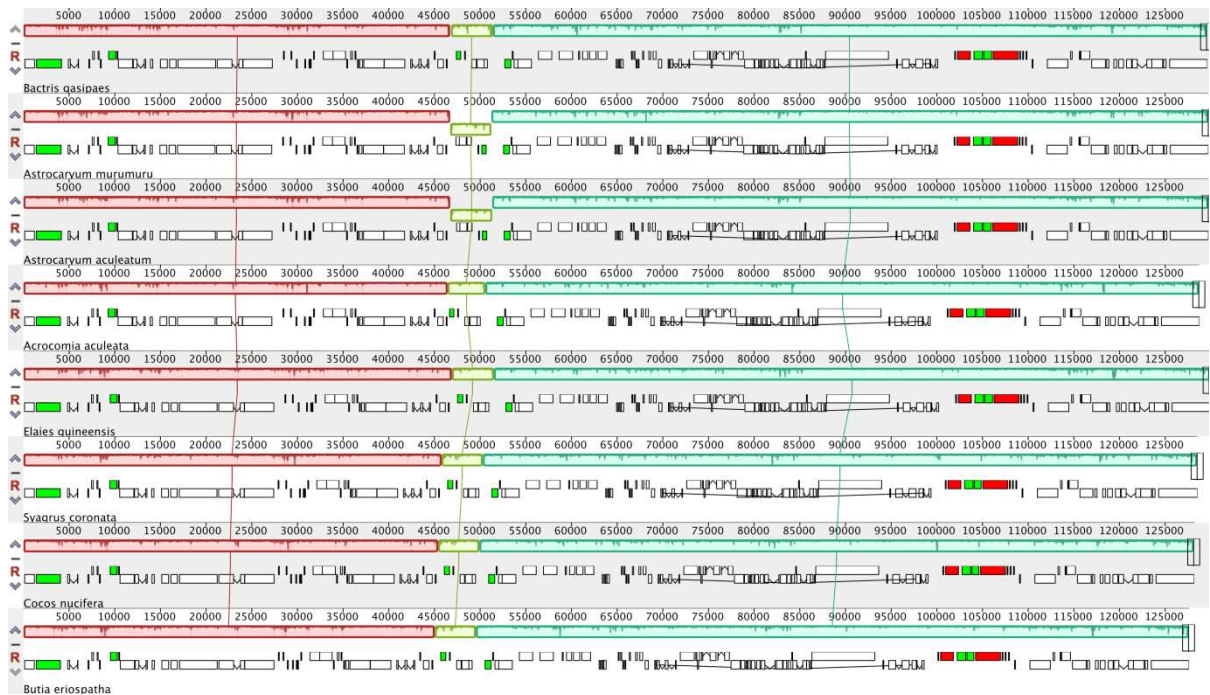 5000 10000 15000 20000 25000 30000 35000 40000 45000 50000 55000 60000 65000 70000 75000 80000 85000 90000 95000 100000 105000 110000 115000 120000 125000
R
Bactris gasipaes
5000 10000 15000 20000 25000 30000 35000 40000 45000 50000 55000 60000 65000 70000 75000 80000 85000 90000 95000 100000 105000 110000 115000 120000 125000
R
Astrocaryum murumuru
5000 10000 15000 20000 25000 30000 35000 40000 45000 50000 55000 60000 65000 70000 75000 80000 85000 90000 95000 100000 105000 110000 115000 120000 125000
R
Astrocaryum aculeatum
5000 10000 15000 20000 25000 30000 35000 40000 45000 50000 55000 60000 65000 70000 75000 80000 85000 90000 95000 100000 105000 110000 115000 120000 125000
R
Acrocomia aculeata
5000 10000 15000 20000 25000 30000 35000 40000 45000 50000 55000 60000 65000 70000 75000 80000 85000 90000 95000 100000 105000 110000 115000 120000 125000
R
Elaies guineensis
5000 10000 15000 20000 25000 30000 35000 40000 45000 50000 55000 60000 65000 70000 75000 80000 85000 90000 95000 100000 105000 110000 115000 120000 125000
R
Syagrus coronata
5000 10000 15000 20000 25000 30000 35000 40000 45000 50000 55000 60000 65000 70000 75000 80000 85000 90000 95000 100000 105000 110000 115000 120000 125000
R
Cocos nucifera
5000 10000 15000 20000 25000 30000 35000 40000 45000 50000 55000 60000 65000 70000 75000 80000 85000 90000 95000 100000 105000 110000 115000 120000 125000
R
Butia eriospatha